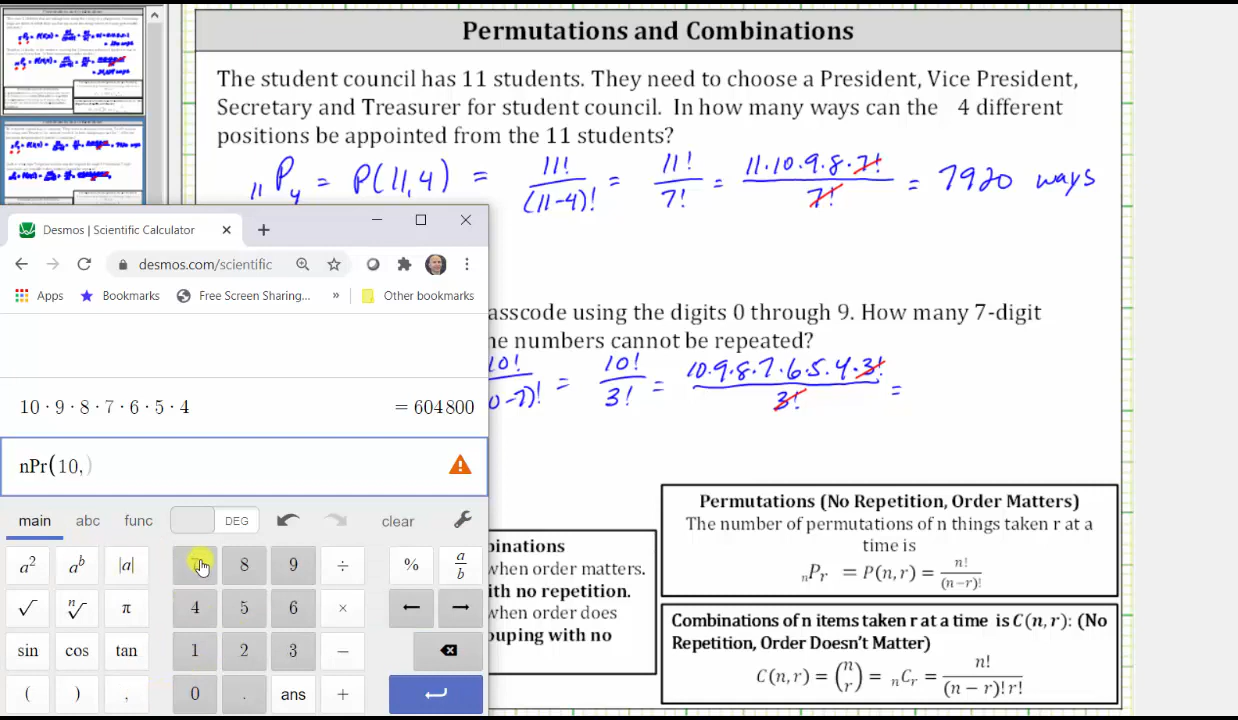 Permutations and Combinations
The student council has 11 students. They need to choose a President, Vice President,
Secretary and Treasurer for student council. In how many ways can the 4 different
positions be appointed from the 11 students?
₁₁P₄ = P(11,4) = 11!/(11-4)! = 11!/7! = 11·10·9·8·7!/7! = 7920 ways
Desmos | Scientific Calculator
desmos.com/scientific
Apps Bookmarks Free Screen Sharing... » Other bookmarks
asscode using the digits 0 through 9. How many 7-digit
he numbers cannot be repeated?
10!/(0-7)! = 10!/3! = 10·9·8·7·6·5·4·3!/3! =
10 · 9 · 8 · 7 · 6 · 5 · 4 = 604800
nPr(10,)
main abc func DEG clear
a² aᵇ |a| 7 8 9 ÷ % a/b
√ ⁿ√ π 4 5 6 × ← →
sin cos tan 1 2 3 −
( ) , 0 . ans +
binations
when order matters.
ith no repetition.
when order does
ouping with no
Permutations (No Repetition, Order Matters)
The number of permutations of n things taken r at a
time is
ₙPᵣ = P(n,r) = n!/(n−r)!
Combinations of n items taken r at a time is C(n,r): (No
Repetition, Order Doesn't Matter)
C(n,r) = (n r) = ₙCᵣ = n!/(n − r)! r!